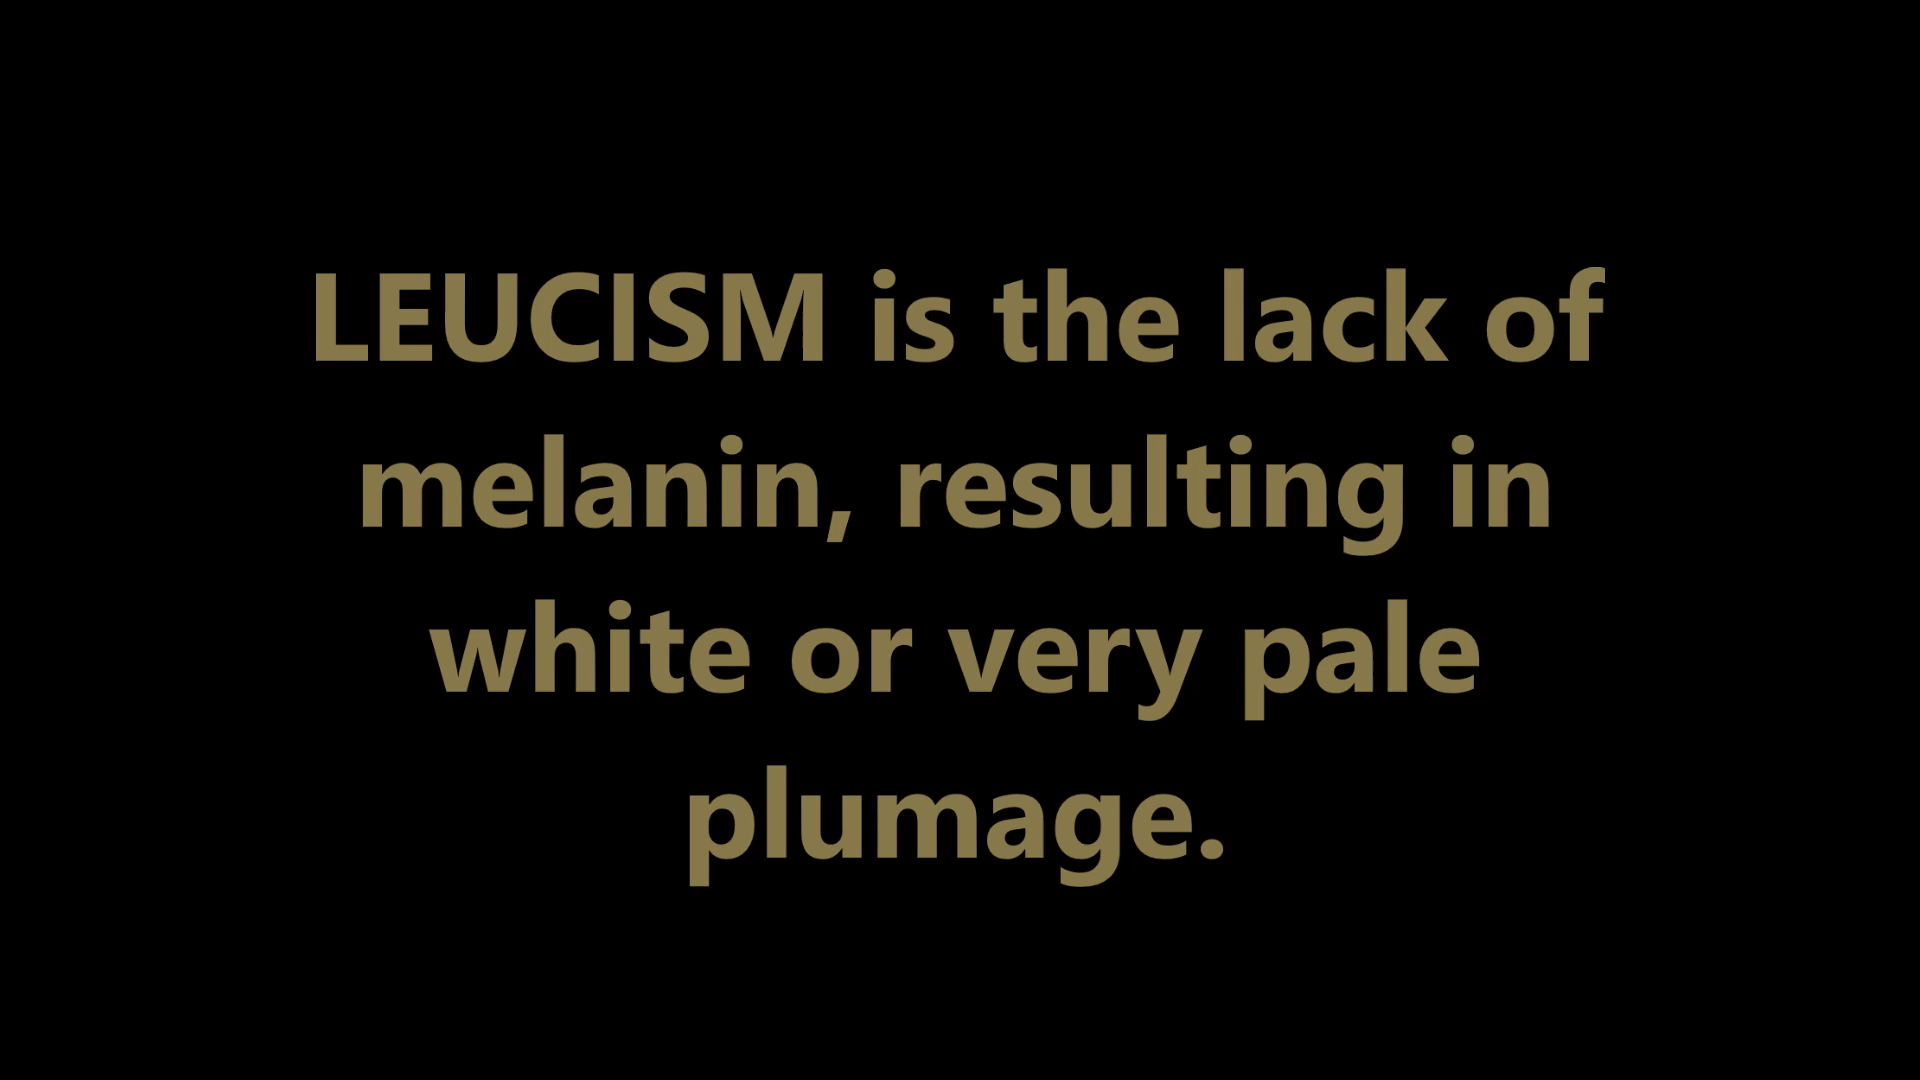 LEUCISM is the lack of
melanin, resulting in
white or very pale
plumage.